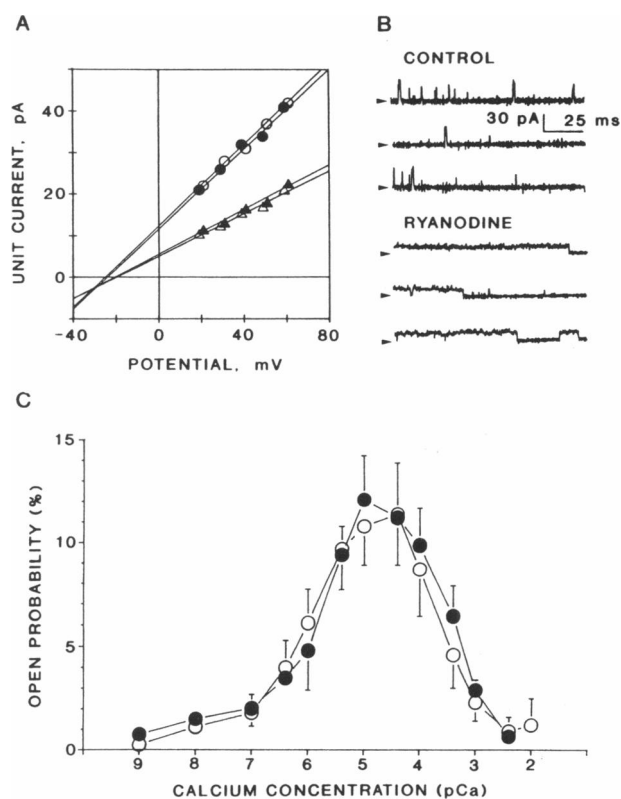 A
UNIT CURRENT, pA
40
20
0
-40
0
40
80
POTENTIAL, mV
B
CONTROL
30 pA
25 ms
RYANODINE
C
OPEN PROBABILITY (%)
15
10
5
0
9 8 7 6 5 4 3 2
CALCIUM CONCENTRATION (pCa)